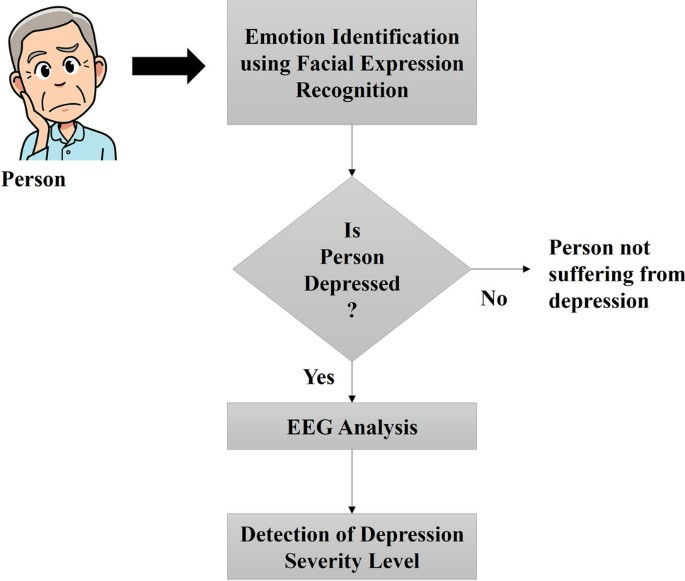 Emotion Identification
using Facial Expression
Recognition
Person
Is
Person
Depressed
?
Person not
suffering from
depression
No
Yes
EEG Analysis
Detection of Depression
Severity Level